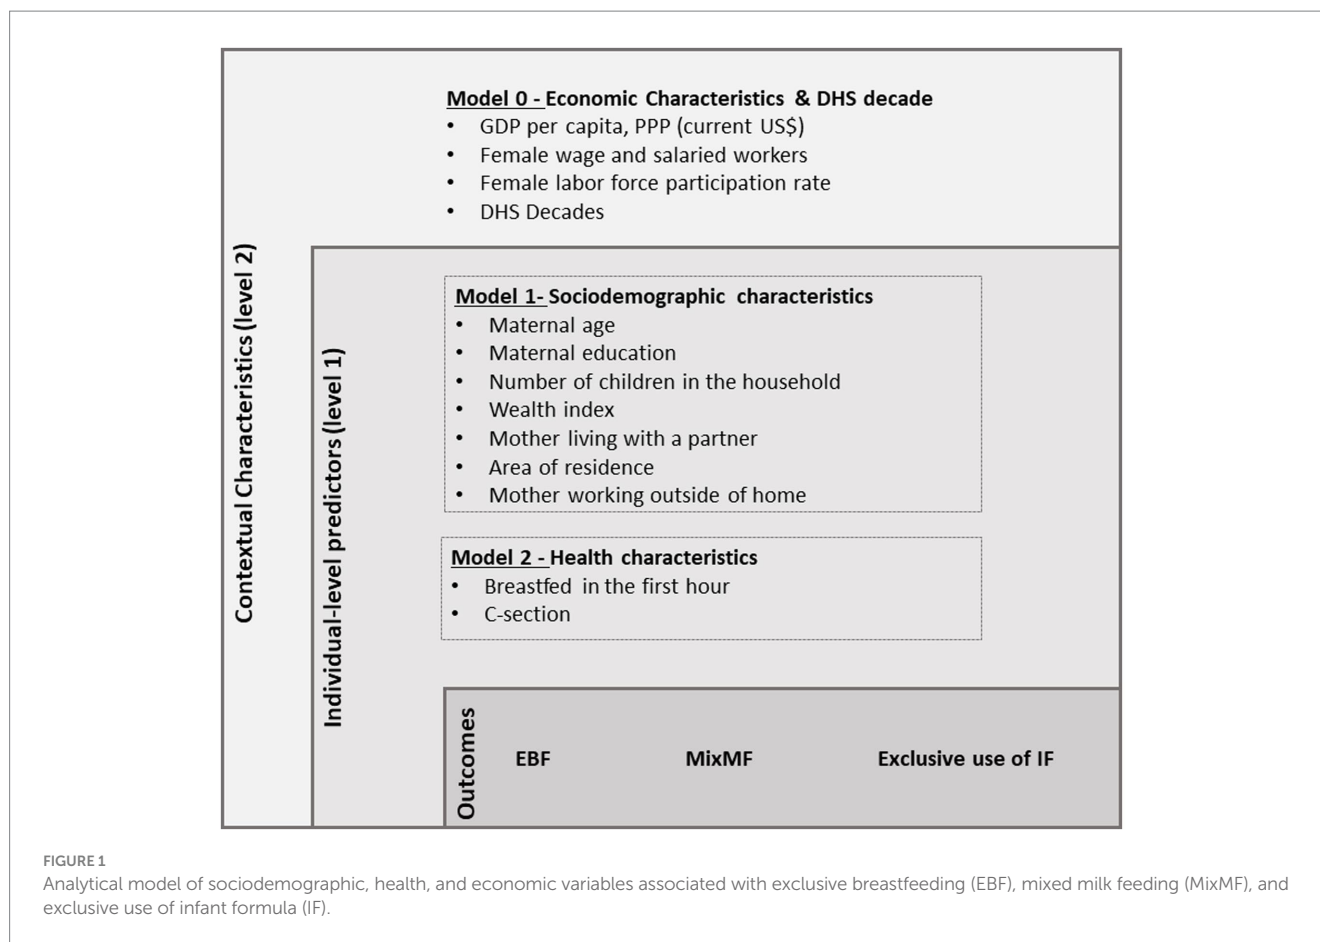 Contextual Characteristics (level 2)
Model 0 - Economic Characteristics & DHS decade
• GDP per capita, PPP (current US$)
• Female wage and salaried workers
• Female labor force participation rate
• DHS Decades
Individual-level predictors (level 1)
Model 1- Sociodemographic characteristics
• Maternal age
• Maternal education
• Number of children in the household
• Wealth index
• Mother living with a partner
• Area of residence
• Mother working outside of home
Model 2 - Health characteristics
• Breastfed in the first hour
• C-section
Outcomes
EBF MixMF Exclusive use of IF
FIGURE 1
Analytical model of sociodemographic, health, and economic variables associated with exclusive breastfeeding (EBF), mixed milk feeding (MixMF), and
exclusive use of infant formula (IF).